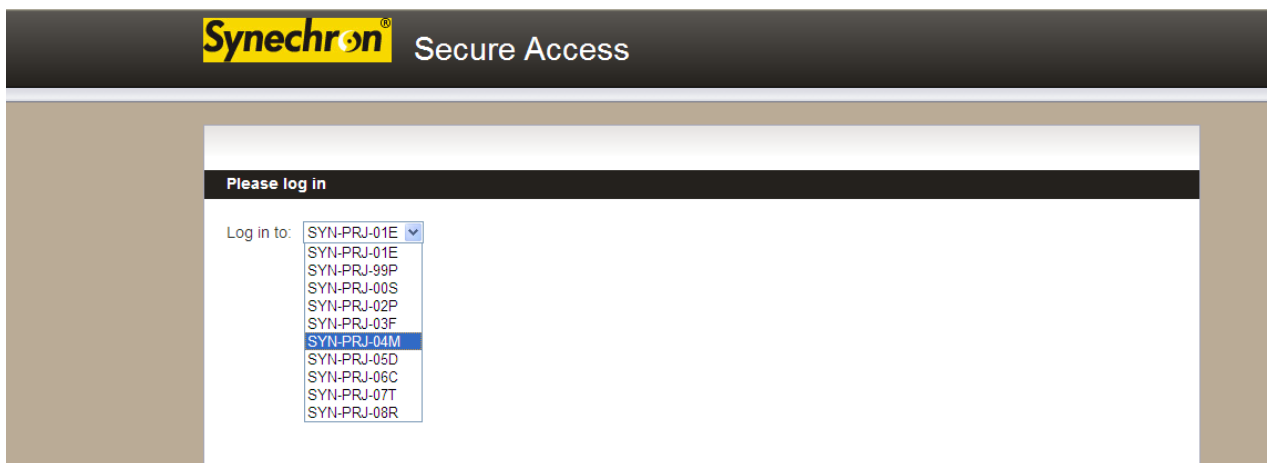 Synechron® Secure Access
Please log in
Log in to: SYN-PRJ-01E
SYN-PRJ-01E
SYN-PRJ-99P
SYN-PRJ-00S
SYN-PRJ-02P
SYN-PRJ-03F
SYN-PRJ-04M
SYN-PRJ-05D
SYN-PRJ-06C
SYN-PRJ-07T
SYN-PRJ-08R